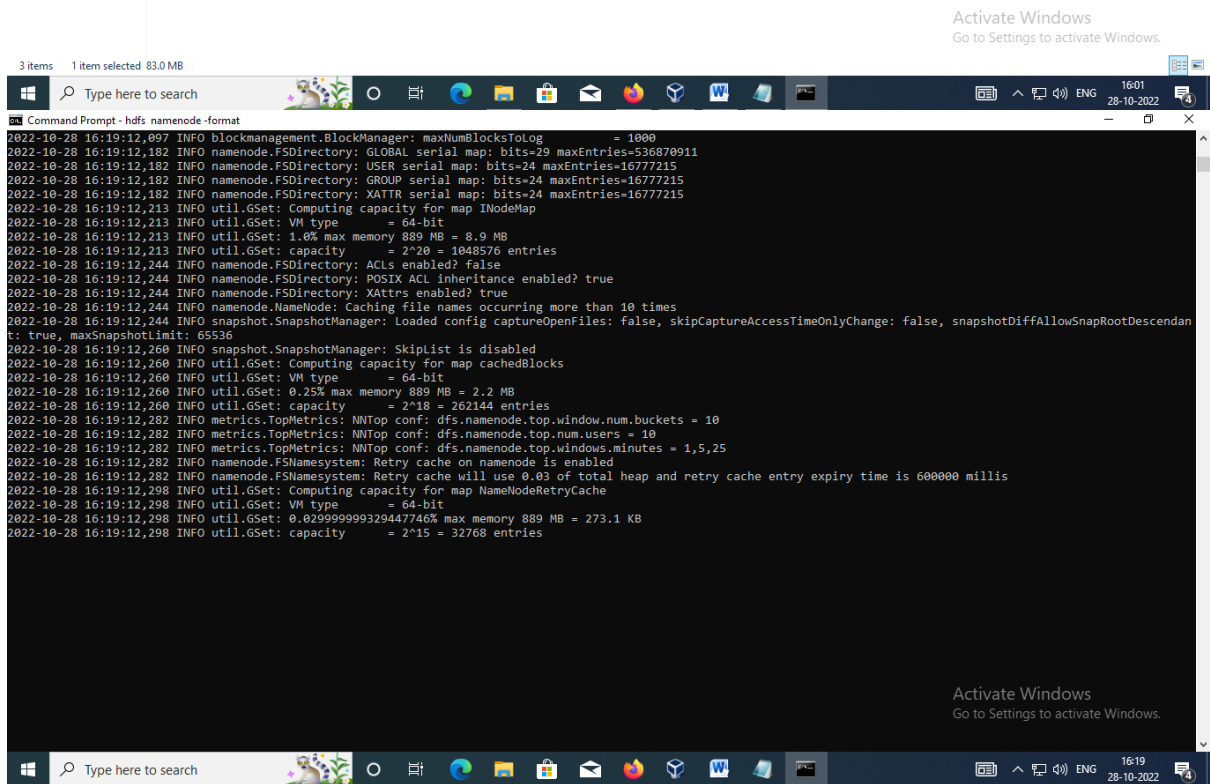 Activate Windows
Go to Settings to activate Windows.
3 items 1 item selected 83.0 MB
Type here to search
ENG
16:01
28-10-2022
4
Command Prompt - hdfs namenode -format
2022-10-28 16:19:12,097 INFO blockmanagement.BlockManager: maxNumBlocksToLog = 1000
2022-10-28 16:19:12,182 INFO namenode.FSDirectory: GLOBAL serial map: bits=29 maxEntries=536870911
2022-10-28 16:19:12,182 INFO namenode.FSDirectory: USER serial map: bits=24 maxEntries=16777215
2022-10-28 16:19:12,182 INFO namenode.FSDirectory: GROUP serial map: bits=24 maxEntries=16777215
2022-10-28 16:19:12,182 INFO namenode.FSDirectory: XATTR serial map: bits=24 maxEntries=16777215
2022-10-28 16:19:12,213 INFO util.GSet: Computing capacity for map INodeMap
2022-10-28 16:19:12,213 INFO util.GSet: VM type = 64-bit
2022-10-28 16:19:12,213 INFO util.GSet: 1.0% max memory 889 MB = 8.9 MB
2022-10-28 16:19:12,213 INFO util.GSet: capacity = 2^20 = 1048576 entries
2022-10-28 16:19:12,244 INFO namenode.FSDirectory: ACLs enabled? false
2022-10-28 16:19:12,244 INFO namenode.FSDirectory: POSIX ACL inheritance enabled? true
2022-10-28 16:19:12,244 INFO namenode.FSDirectory: XAttrs enabled? true
2022-10-28 16:19:12,244 INFO namenode.NameNode: Caching file names occurring more than 10 times
2022-10-28 16:19:12,244 INFO snapshot.SnapshotManager: Loaded config captureOpenFiles: false, skipCaptureAccessTimeOnlyChange: false, snapshotDiffAllowSnapRootDescendan
t: true, maxSnapshotLimit: 65536
2022-10-28 16:19:12,260 INFO snapshot.SnapshotManager: SkipList is disabled
2022-10-28 16:19:12,260 INFO util.GSet: Computing capacity for map cachedBlocks
2022-10-28 16:19:12,260 INFO util.GSet: VM type = 64-bit
2022-10-28 16:19:12,260 INFO util.GSet: 0.25% max memory 889 MB = 2.2 MB
2022-10-28 16:19:12,260 INFO util.GSet: capacity = 2^18 = 262144 entries
2022-10-28 16:19:12,282 INFO metrics.TopMetrics: NNTop conf: dfs.namenode.top.window.num.buckets = 10
2022-10-28 16:19:12,282 INFO metrics.TopMetrics: NNTop conf: dfs.namenode.top.num.users = 10
2022-10-28 16:19:12,282 INFO metrics.TopMetrics: NNTop conf: dfs.namenode.top.windows.minutes = 1,5,25
2022-10-28 16:19:12,282 INFO namenode.FSNamesystem: Retry cache on namenode is enabled
2022-10-28 16:19:12,282 INFO namenode.FSNamesystem: Retry cache will use 0.03 of total heap and retry cache entry expiry time is 600000 millis
2022-10-28 16:19:12,298 INFO util.GSet: Computing capacity for map NameNodeRetryCache
2022-10-28 16:19:12,298 INFO util.GSet: VM type = 64-bit
2022-10-28 16:19:12,298 INFO util.GSet: 0.029999999329447746% max memory 889 MB = 273.1 KB
2022-10-28 16:19:12,298 INFO util.GSet: capacity = 2^15 = 32768 entries
Activate Windows
Go to Settings to activate Windows.
Type here to search
ENG
16:19
28-10-2022
4